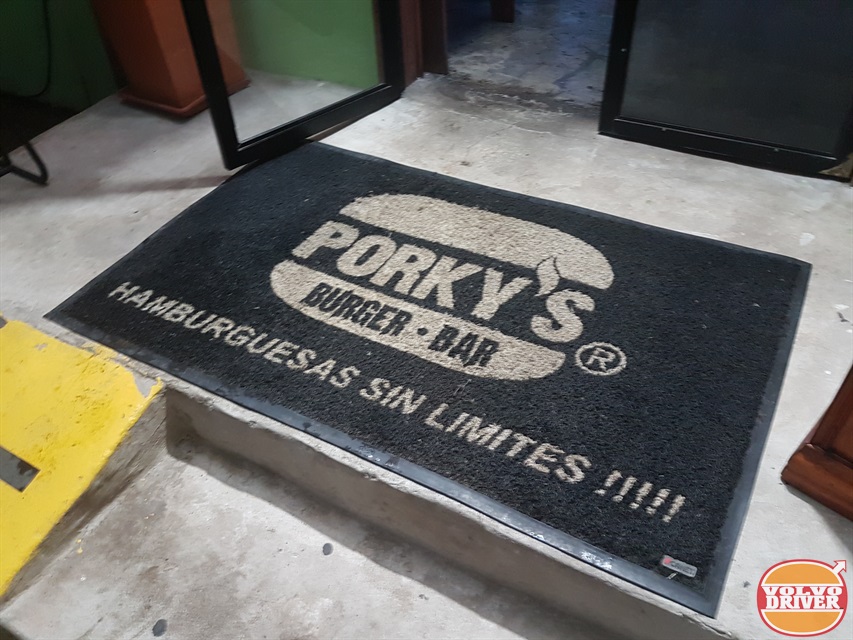 PORKY'S
BURGER · BAR
®
HAMBURGUESAS SIN LIMITES !!!!!
VOLVO
DRIVER